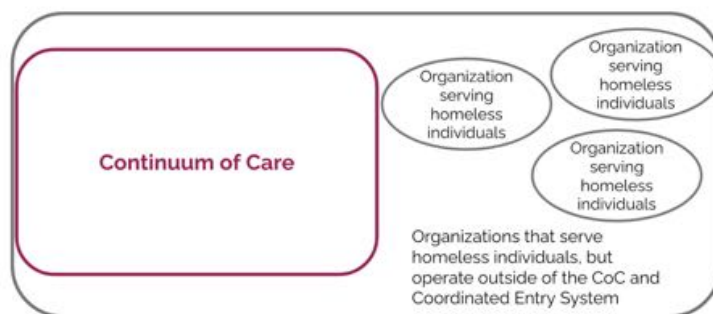 Continuum of Care
Organization
serving
homeless
individuals
Organization
serving
homeless
individuals
Organization
serving
homeless
individuals
Organizations that serve
homeless individuals, but
operate outside of the CoC and
Coordinated Entry System